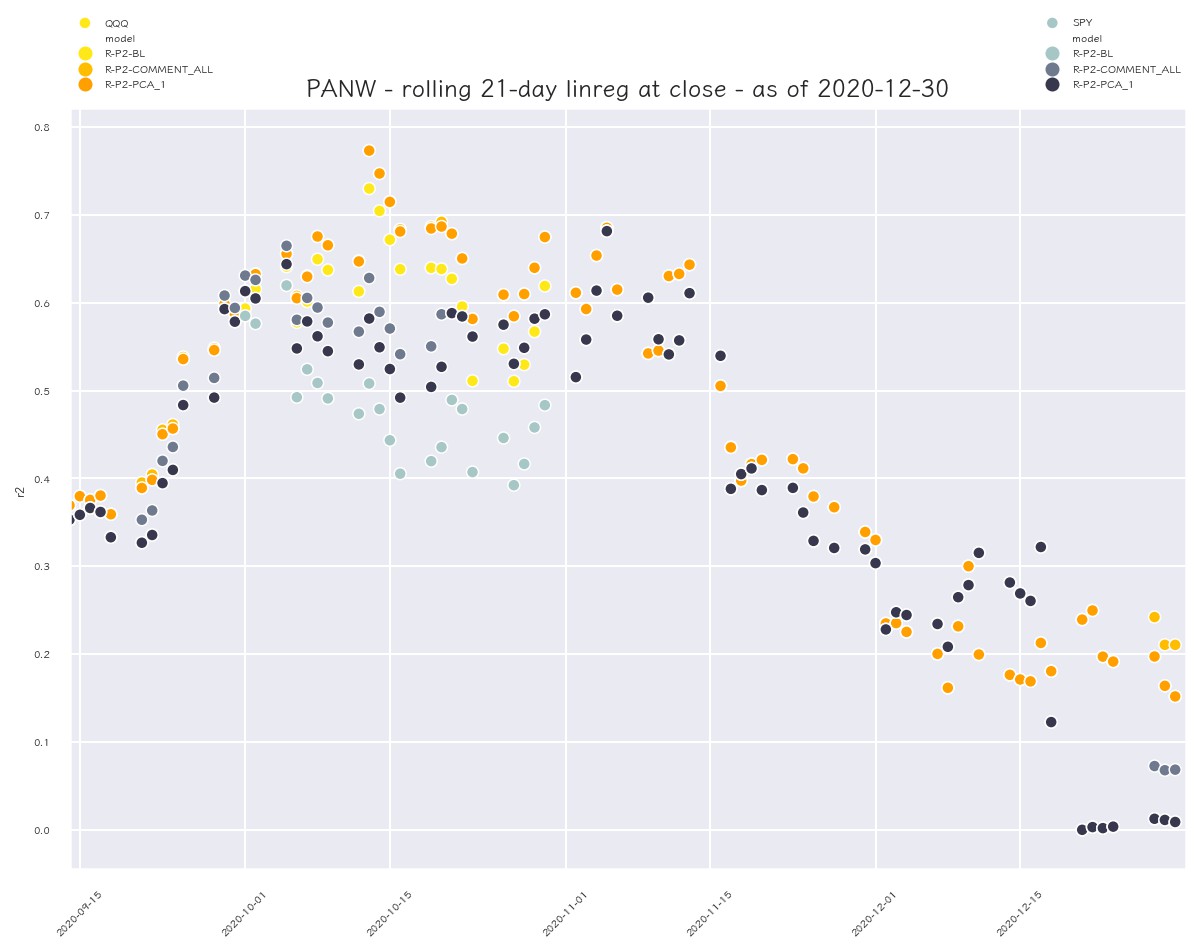 QQQ
model
R-P2-BL
R-P2-COMMENT_ALL
R-P2-PCA_1
SPY
model
R-P2-BL
R-P2-COMMENT_ALL
R-P2-PCA_1
PANW - rolling 21-day linreg at close - as of 2020-12-30
0.8
0.7
0.6
0.5
0.4
0.3
0.2
0.1
0.0
r2
2020-09-15
2020-10-01
2020-10-15
2020-11-01
2020-11-15
2020-12-01
2020-12-15